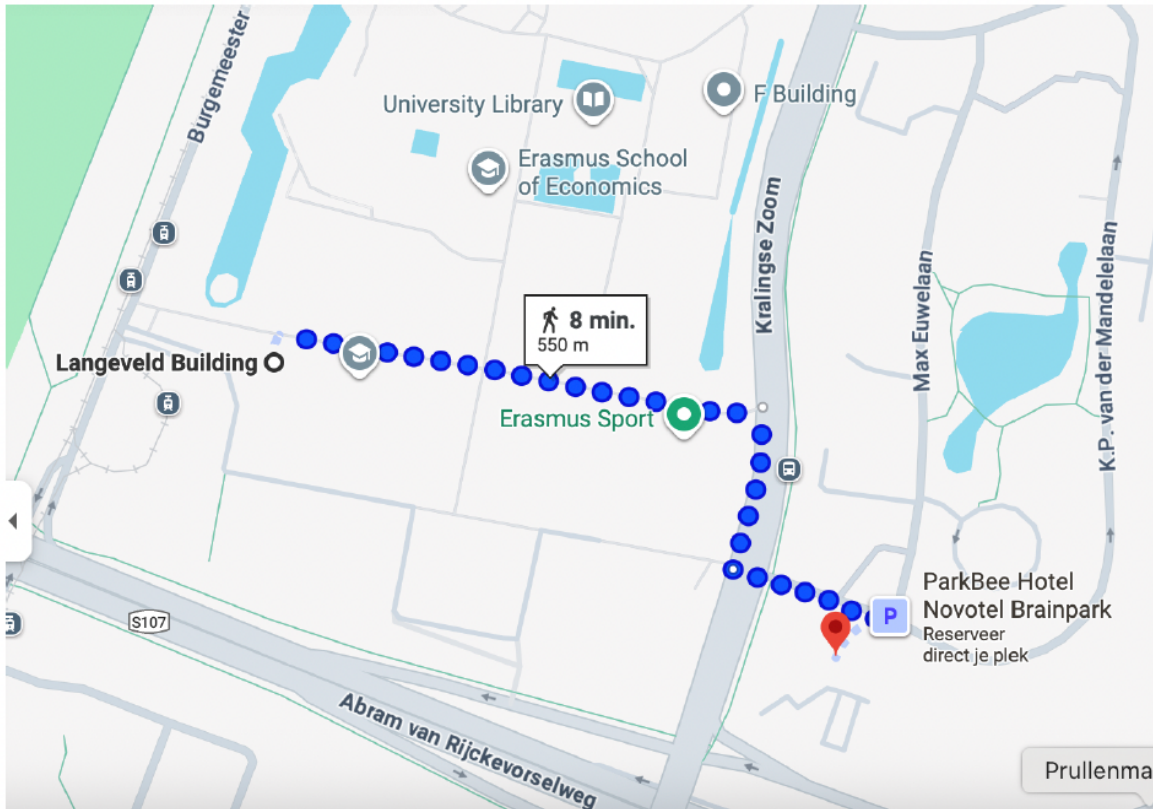 Burgemeester
University Library
F Building
Erasmus School
of Economics
Kralingse Zoom
8 min.
550 m
Langeveld Building
Erasmus Sport
Max Euwelaan
K.P. van der Mandelelaan
P
ParkBee Hotel
Novotel Brainpark
Reserveer
direct je plek
S107
Abram van Rijckevorselweg
Prullenma